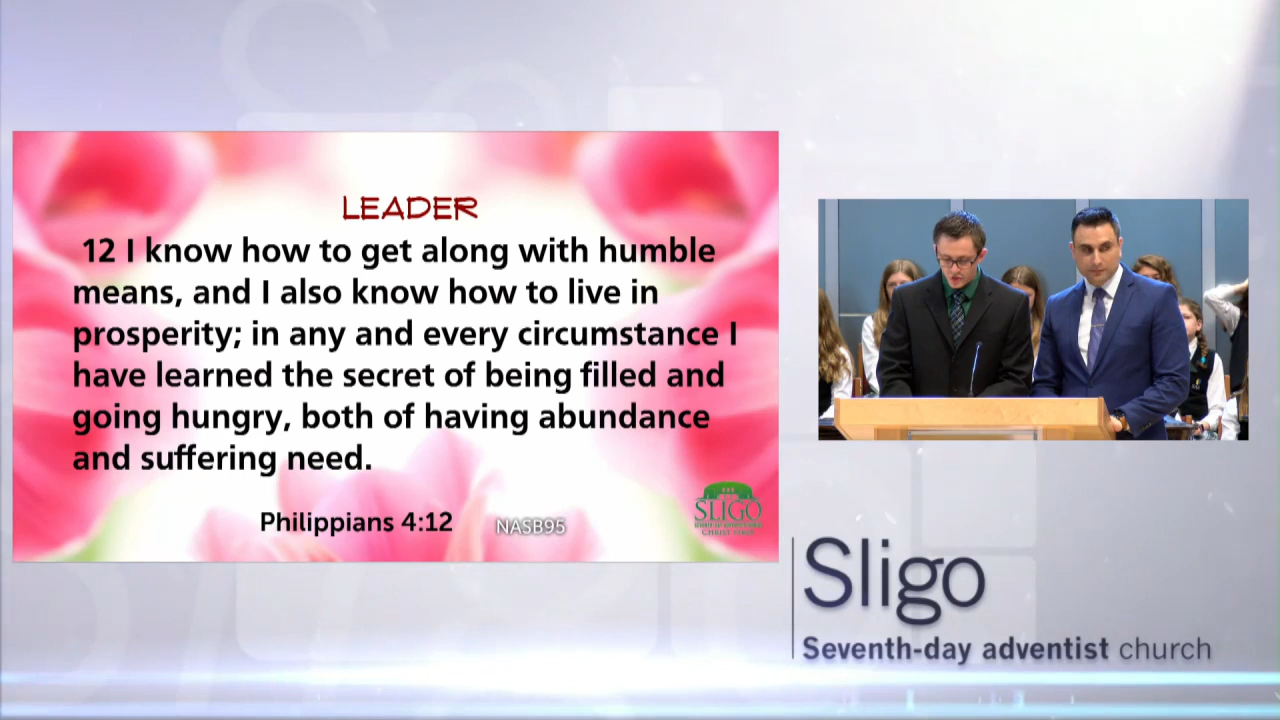 LEADER
12 I know how to get along with humble
means, and I also know how to live in
prosperity; in any and every circumstance I
have learned the secret of being filled and
going hungry, both of having abundance
and suffering need.
Philippians 4:12 NASB95
SLIGO
Sligo
Seventh-day adventist church